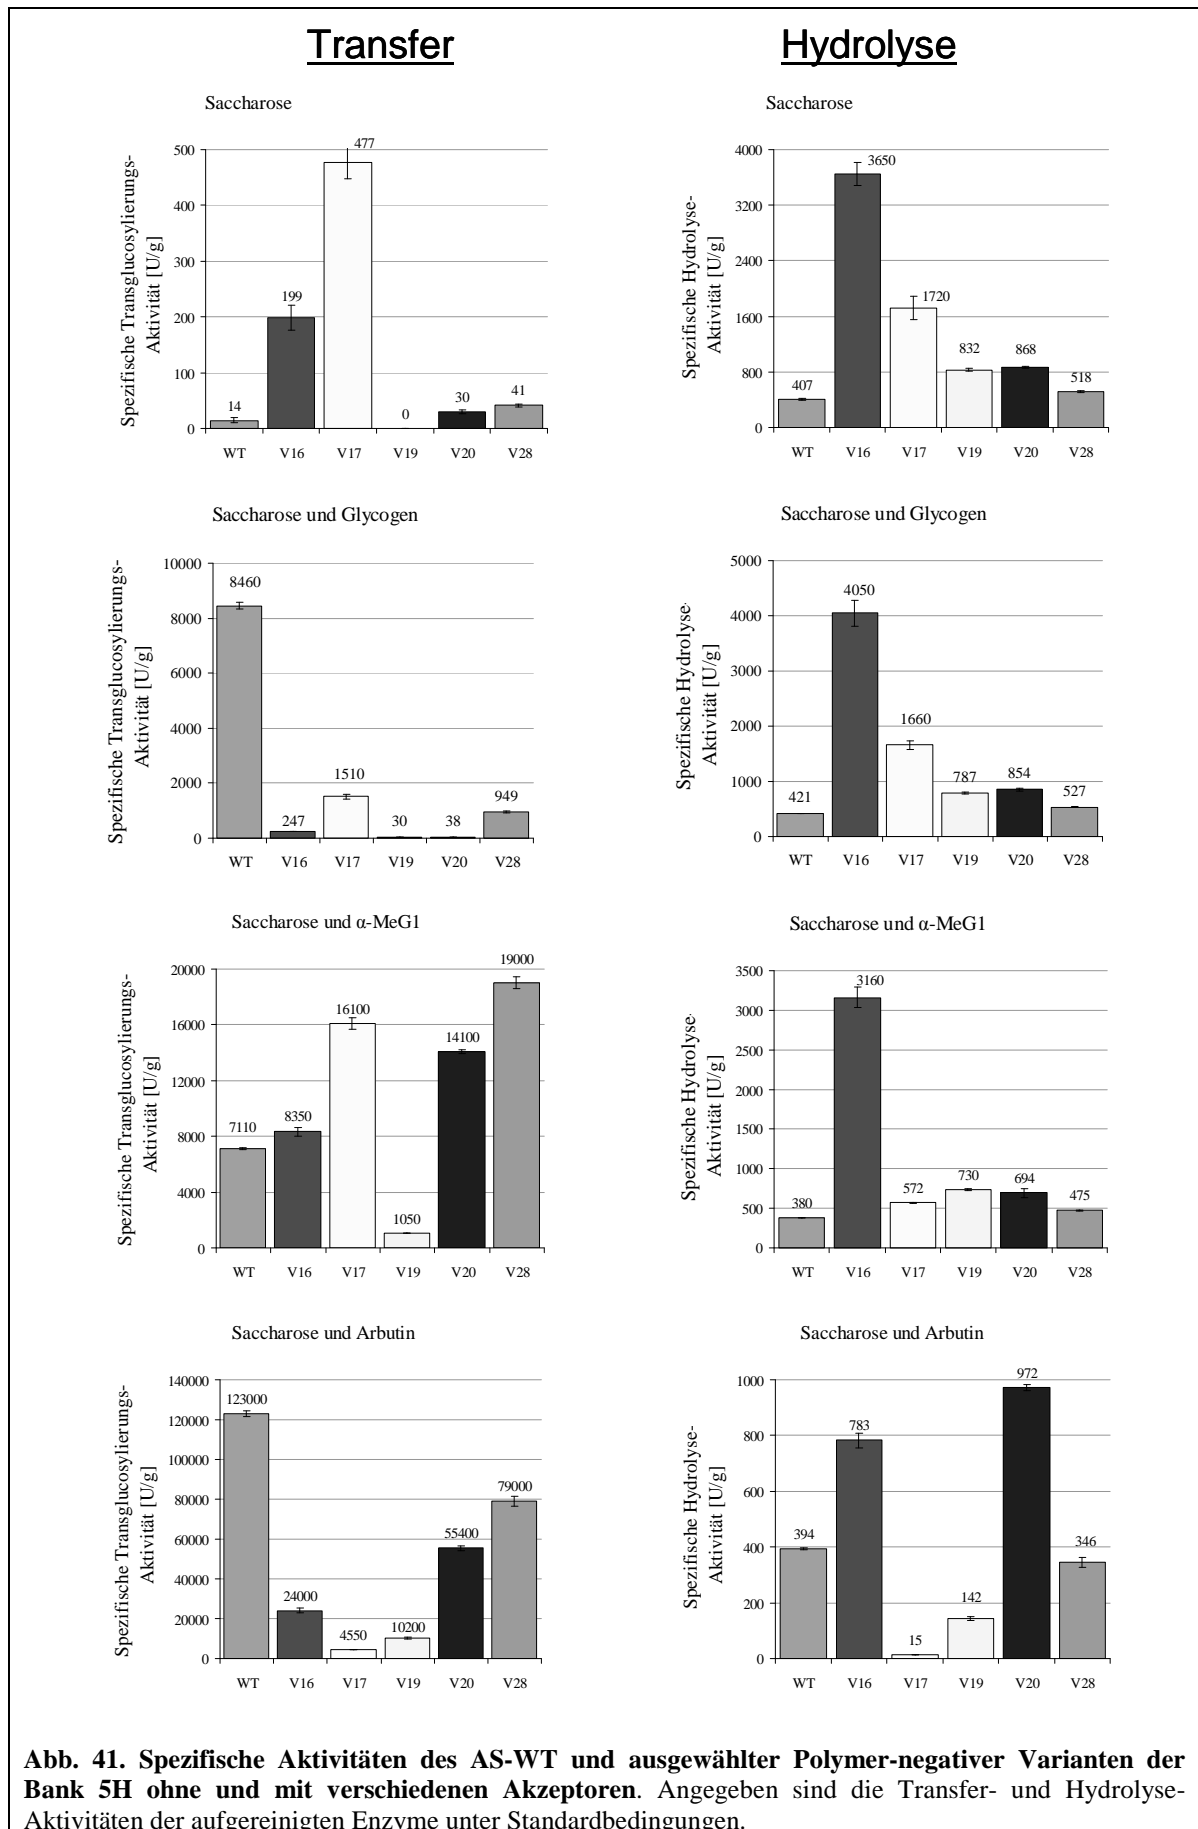 Transfer
Hydrolyse
Saccharose
Spezifische Transglucosylierungs-
Aktivität [U/g]
500
400
300
200
100
0
14
199
477
0
30
41
WT V16 V17 V19 V20 V28
Saccharose
Spezifische Hydrolyse-
Aktivität [U/g]
4000
3200
2400
1600
800
0
407
3650
1720
832
868
518
WT V16 V17 V19 V20 V28
Saccharose und Glycogen
Spezifische Transglucosylierungs-
Aktivität [U/g]
10000
8000
6000
4000
2000
0
8460
247
1510
30
38
949
WT V16 V17 V19 V20 V28
Saccharose und Glycogen
Spezifische Hydrolyse-
Aktivität [U/g]
5000
4000
3000
2000
1000
0
421
4050
1660
787
854
527
WT V16 V17 V19 V20 V28
Saccharose und α-MeG1
Spezifische Transglucosylierungs-
Aktivität [U/g]
20000
16000
12000
8000
4000
0
7110
8350
16100
1050
14100
19000
WT V16 V17 V19 V20 V28
Saccharose und α-MeG1
Spezifische Hydrolyse-
Aktivität [U/g]
3500
3000
2500
2000
1500
1000
500
0
380
3160
572
730
694
475
WT V16 V17 V19 V20 V28
Saccharose und Arbutin
Spezifische Transglucosylierungs-
Aktivität [U/g]
140000
120000
100000
80000
60000
40000
20000
0
123000
24000
4550
10200
55400
79000
WT V16 V17 V19 V20 V28
Saccharose und Arbutin
Spezifische Hydrolyse-
Aktivität [U/g]
1000
800
600
400
200
0
394
783
15
142
972
346
WT V16 V17 V19 V20 V28
Abb. 41. Spezifische Aktivitäten des AS-WT und ausgewählter Polymer-negativer Varianten der
Bank 5H ohne und mit verschiedenen Akzeptoren. Angegeben sind die Transfer- und Hydrolyse-
Aktivitäten der aufgereinigten Enzyme unter Standardbedingungen.